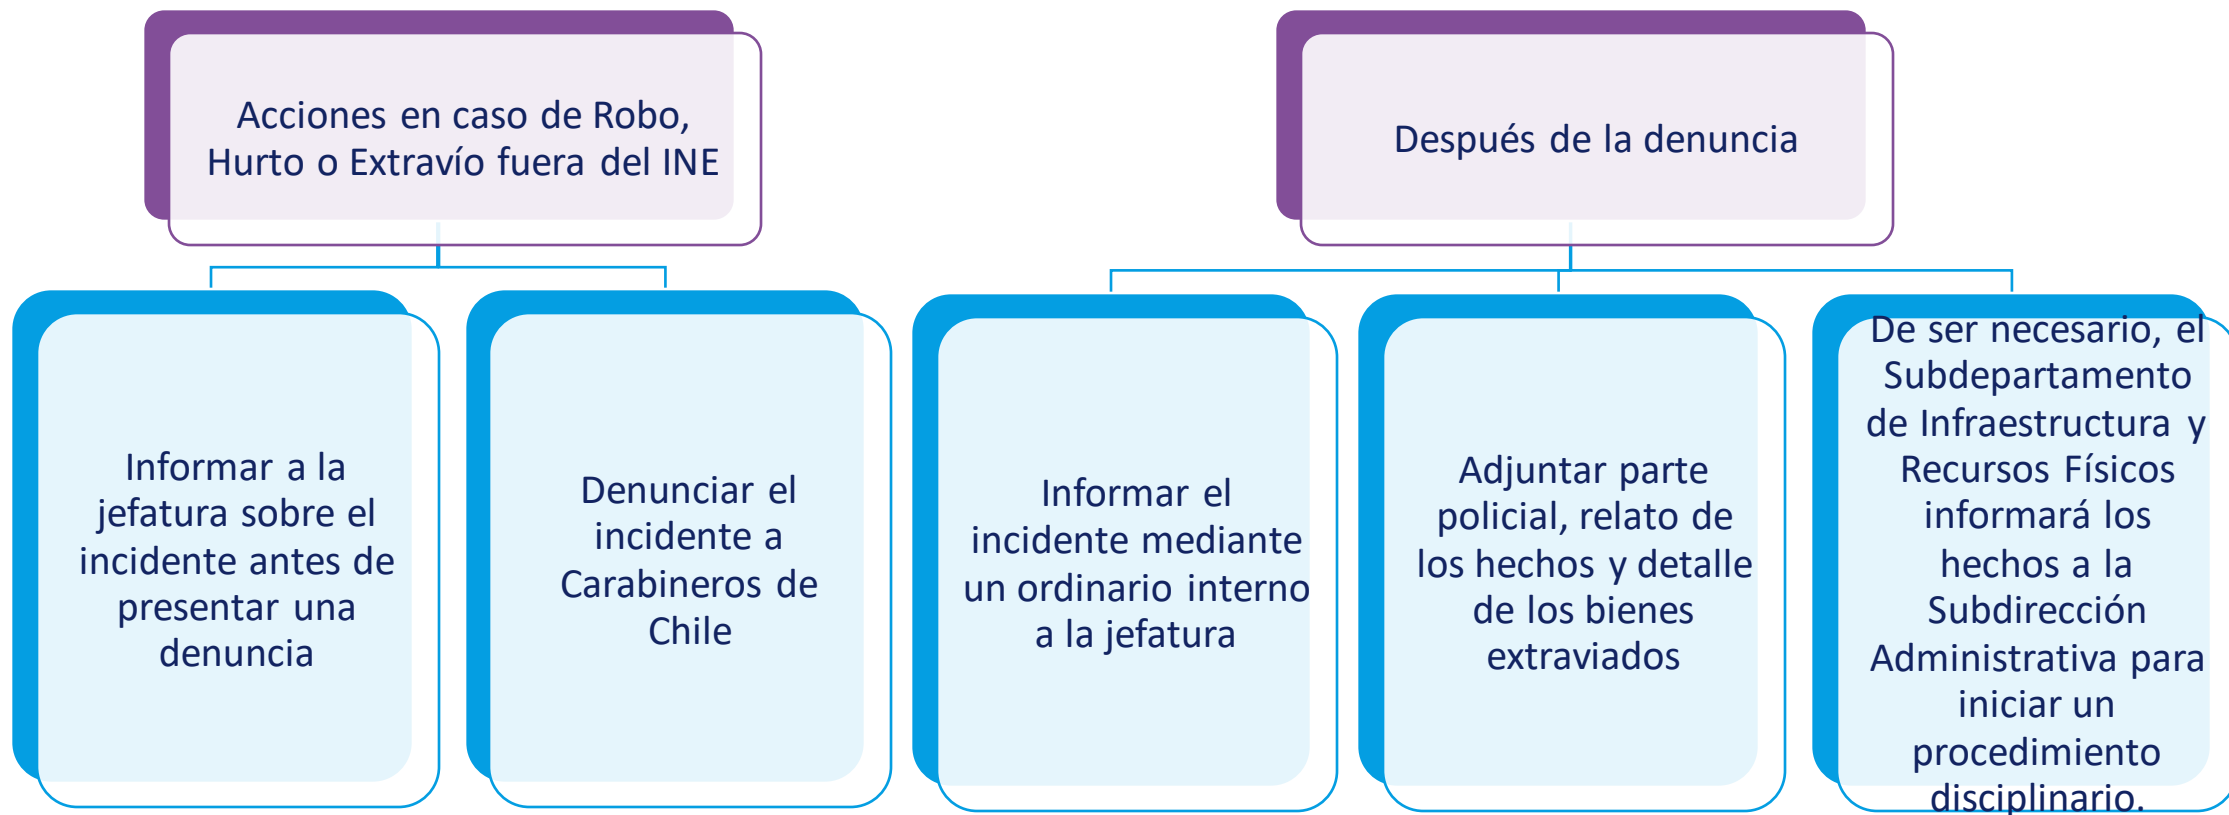 Acciones en caso de Robo,
Hurto o Extravío fuera del INE
Informar a la
jefatura sobre el
incidente antes de
presentar una
denuncia
Denunciar el
incidente a
Carabineros de
Chile
Después de la denuncia
Informar el
incidente mediante
un ordinario interno
a la jefatura
Adjuntar parte
policial, relato de
los hechos y detalle
de los bienes
extraviados
De ser necesario, el
Subdepartamento
de Infraestructura y
Recursos Físicos
informará los
hechos a la
Subdirección
Administrativa para
iniciar un
procedimiento
disciplinario.